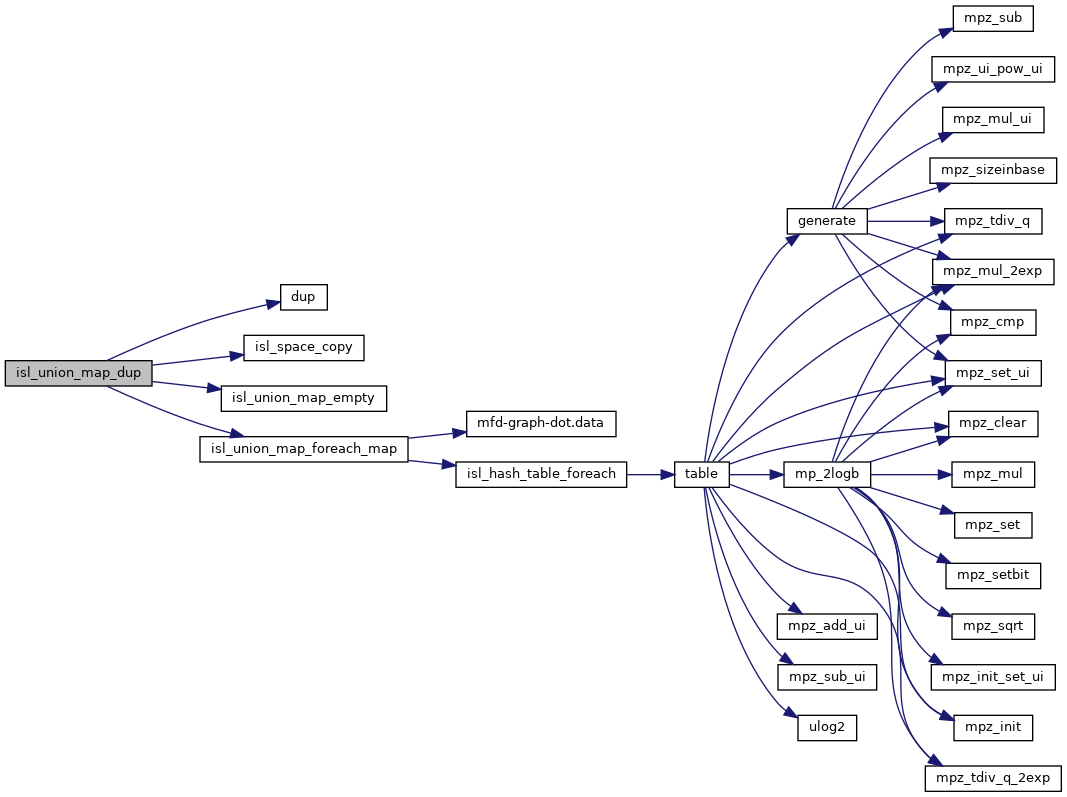 mpz_sub
mpz_ui_pow_ui
mpz_mul_ui
mpz_sizeinbase
generate
mpz_tdiv_q
mpz_mul_2exp
dup
mpz_cmp
isl_space_copy
isl_union_map_dup
mpz_set_ui
isl_union_map_empty
mfd-graph-dot.data
mpz_clear
isl_union_map_foreach_map
isl_hash_table_foreach
table
mp_2logb
mpz_mul
mpz_set
mpz_setbit
mpz_add_ui
mpz_sqrt
mpz_sub_ui
mpz_init_set_ui
ulog2
mpz_init
mpz_tdiv_q_2exp